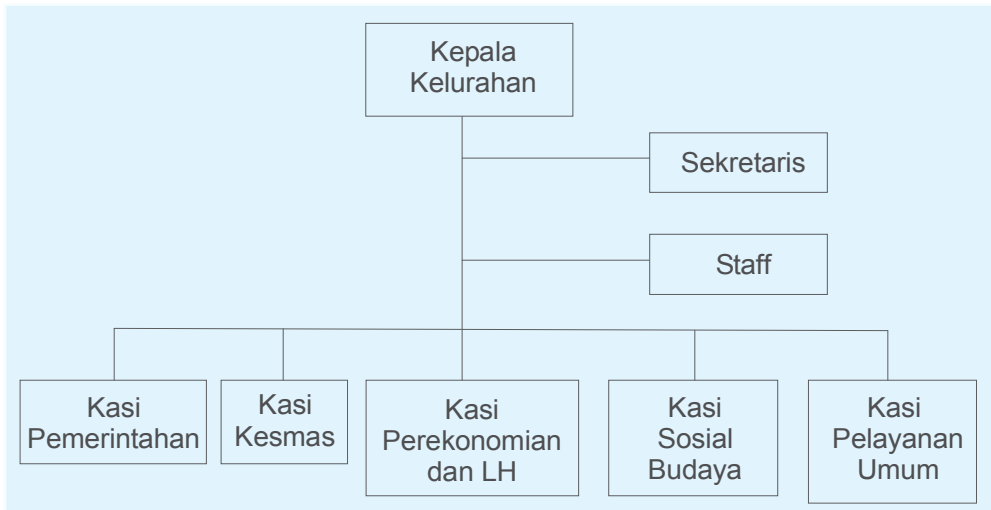 Kepala
Kelurahan
Sekretaris
Staff
Kasi
Pemerintahan
Kasi
Kesmas
Kasi
Perekonomian
dan LH
Kasi
Sosial
Budaya
Kasi
Pelayanan
Umum